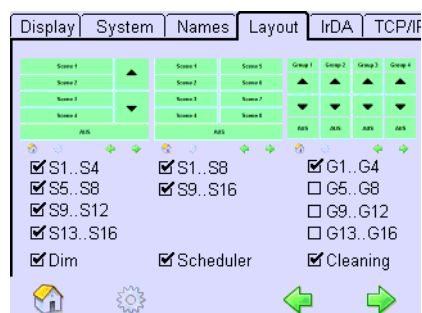 Display System Names Layout IrDA TCP/IP
Scene 1 Scene 1 Scene 5 Group 1 Group 2 Group 3 Group 4
Scene 2 Scene 2 Scene 6
Scene 3 Scene 3 Scene 7
Scene 4 Scene 4 Scene 8
AUS AUS AUS AUS AUS AUS
S1..S4 S1..S8 G1..G4
S5..S8 S9..S16 G5..G8
S9..S12 G9..G12
S13..S16 G13..G16
Dim Scheduler Cleaning